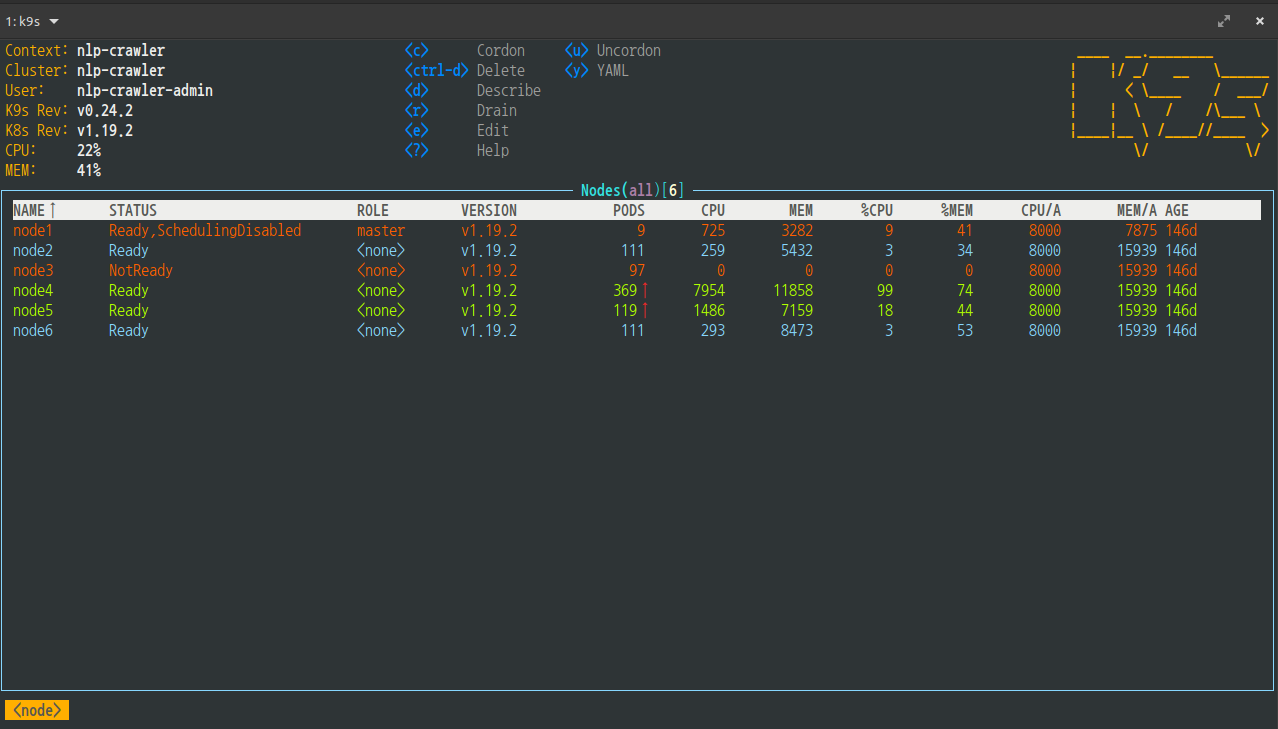 1: k9s
Context: nlp-crawler <c> Cordon <u> Uncordon
Cluster: nlp-crawler <ctrl-d> Delete <y> YAML
User: nlp-crawler-admin <d> Describe
K9s Rev: v0.24.2 <r> Drain
K8s Rev: v1.19.2 <e> Edit
CPU: 22% <?> Help
MEM: 41%
Nodes(all)[6]
NAME↑ STATUS ROLE VERSION PODS CPU MEM %CPU %MEM CPU/A MEM/A AGE
node1 Ready,SchedulingDisabled master v1.19.2 9 725 3282 9 41 8000 7875 146d
node2 Ready <none> v1.19.2 111 259 5432 3 34 8000 15939 146d
node3 NotReady <none> v1.19.2 97 0 0 0 0 8000 15939 146d
node4 Ready <none> v1.19.2 369↑ 7954 11858 99 74 8000 15939 146d
node5 Ready <none> v1.19.2 119↑ 1486 7159 18 44 8000 15939 146d
node6 Ready <none> v1.19.2 111 293 8473 3 53 8000 15939 146d
<node>